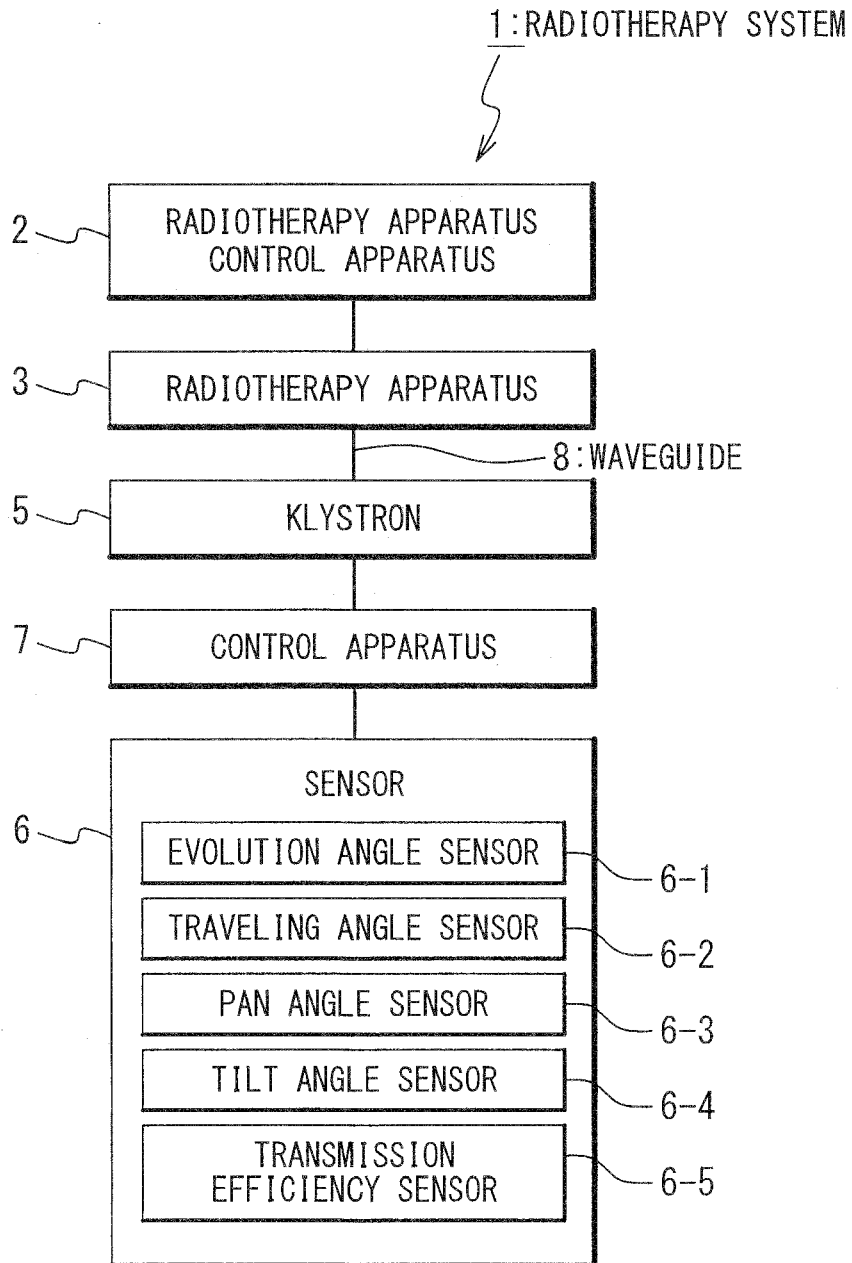 1:RADIOTHERAPY SYSTEM
2
RADIOTHERAPY APPARATUS
CONTROL APPARATUS
3
RADIOTHERAPY APPARATUS
8:WAVEGUIDE
5
KLYSTRON
7
CONTROL APPARATUS
SENSOR
6
EVOLUTION ANGLE SENSOR
6-1
TRAVELING ANGLE SENSOR
6-2
PAN ANGLE SENSOR
6-3
TILT ANGLE SENSOR
6-4
TRANSMISSION
EFFICIENCY SENSOR
6-5